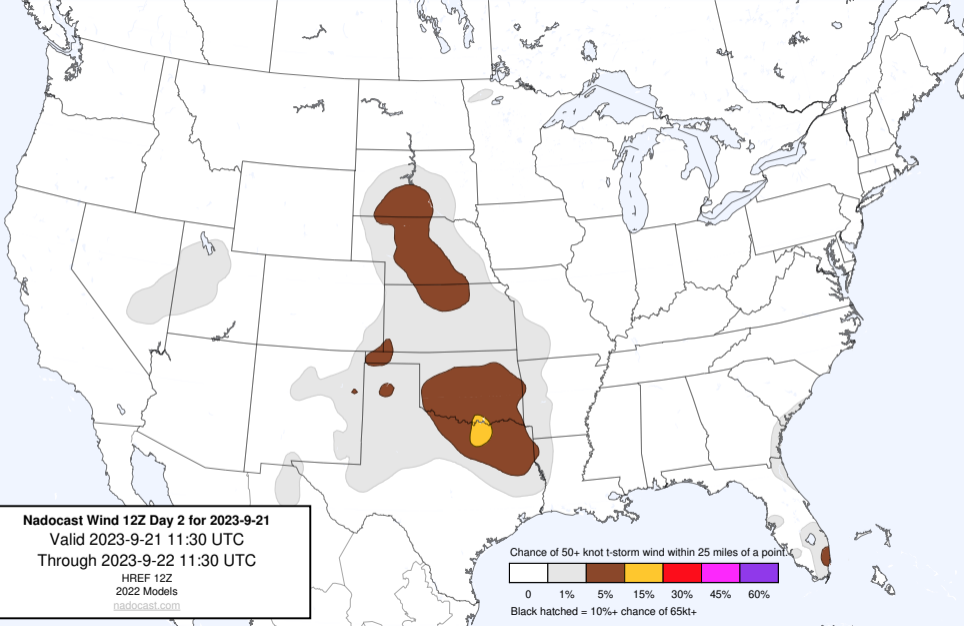 Nadocast Wind 12Z Day 2 for 2023-9-21
Valid 2023-9-21 11:30 UTC
Through 2023-9-22 11:30 UTC
HREF 12Z
2022 Models
nadocast.com
Chance of 50+ knot t-storm wind within 25 miles of a point.
0 1% 5% 15% 30% 45% 60%
Black hatched = 10%+ chance of 65kt+